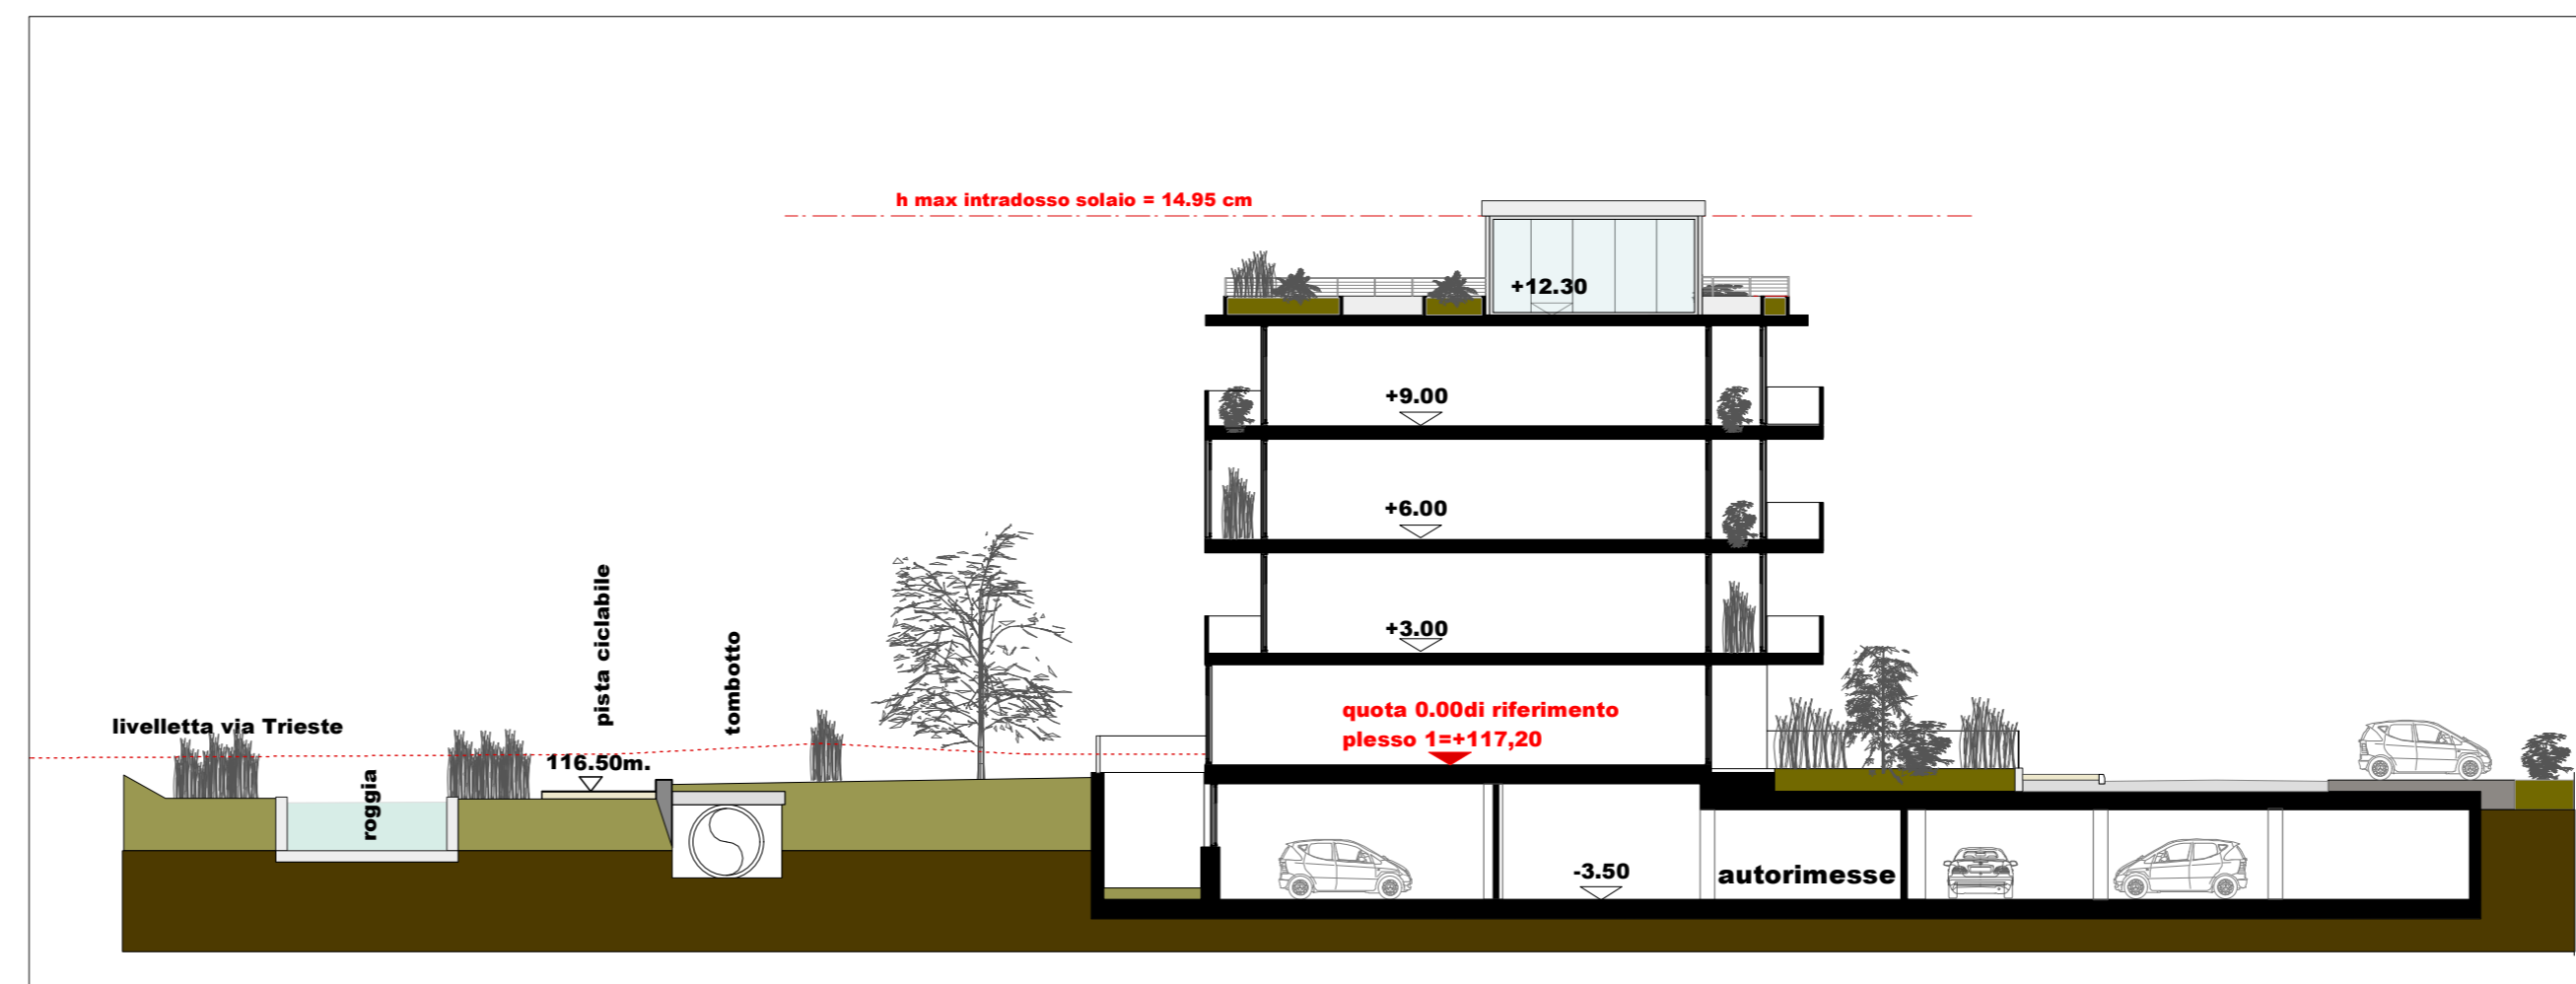 h max intradosso solaio = 14.95 cm
+12.30
+9.00
+6.00
+3.00
pista ciclabile
tombotto
livelletta via Trieste
quota 0.00di riferimento
plesso 1=+117,20
116.50m.
roggia
-3.50
autorimesse